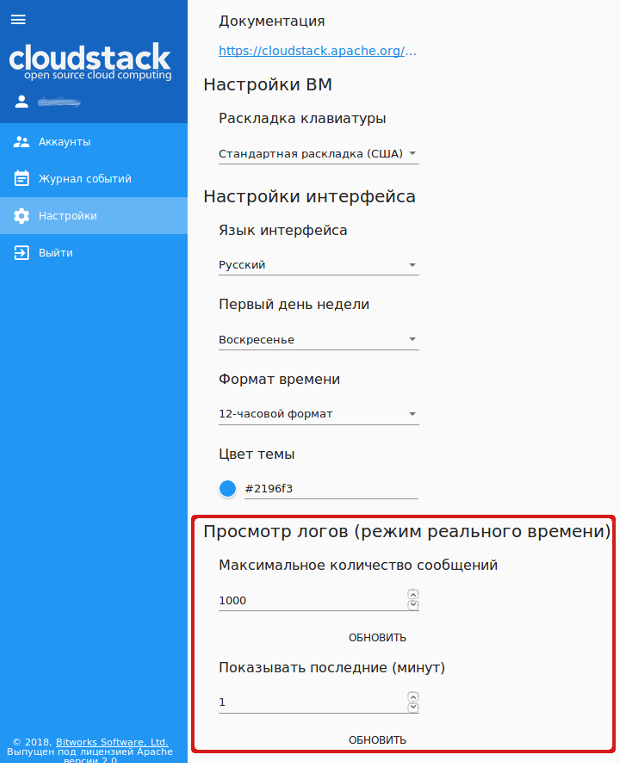 cloudstack
open source cloud computing
Аккаунты
Журнал событий
Настройки
Выйти
© 2018, Bitworks Software, Ltd.
Выпущен под лицензией Apache
версии 2.0
Документация
https://cloudstack.apache.org/...
Настройки ВМ
Раскладка клавиатуры
Стандартная раскладка (США)
Настройки интерфейса
Язык интерфейса
Русский
Первый день недели
Воскресенье
Формат времени
12-часовой формат
Цвет темы
#2196f3
Просмотр логов (режим реального времени)
Максимальное количество сообщений
1000
ОБНОВИТЬ
Показывать последние (минут)
1
ОБНОВИТЬ